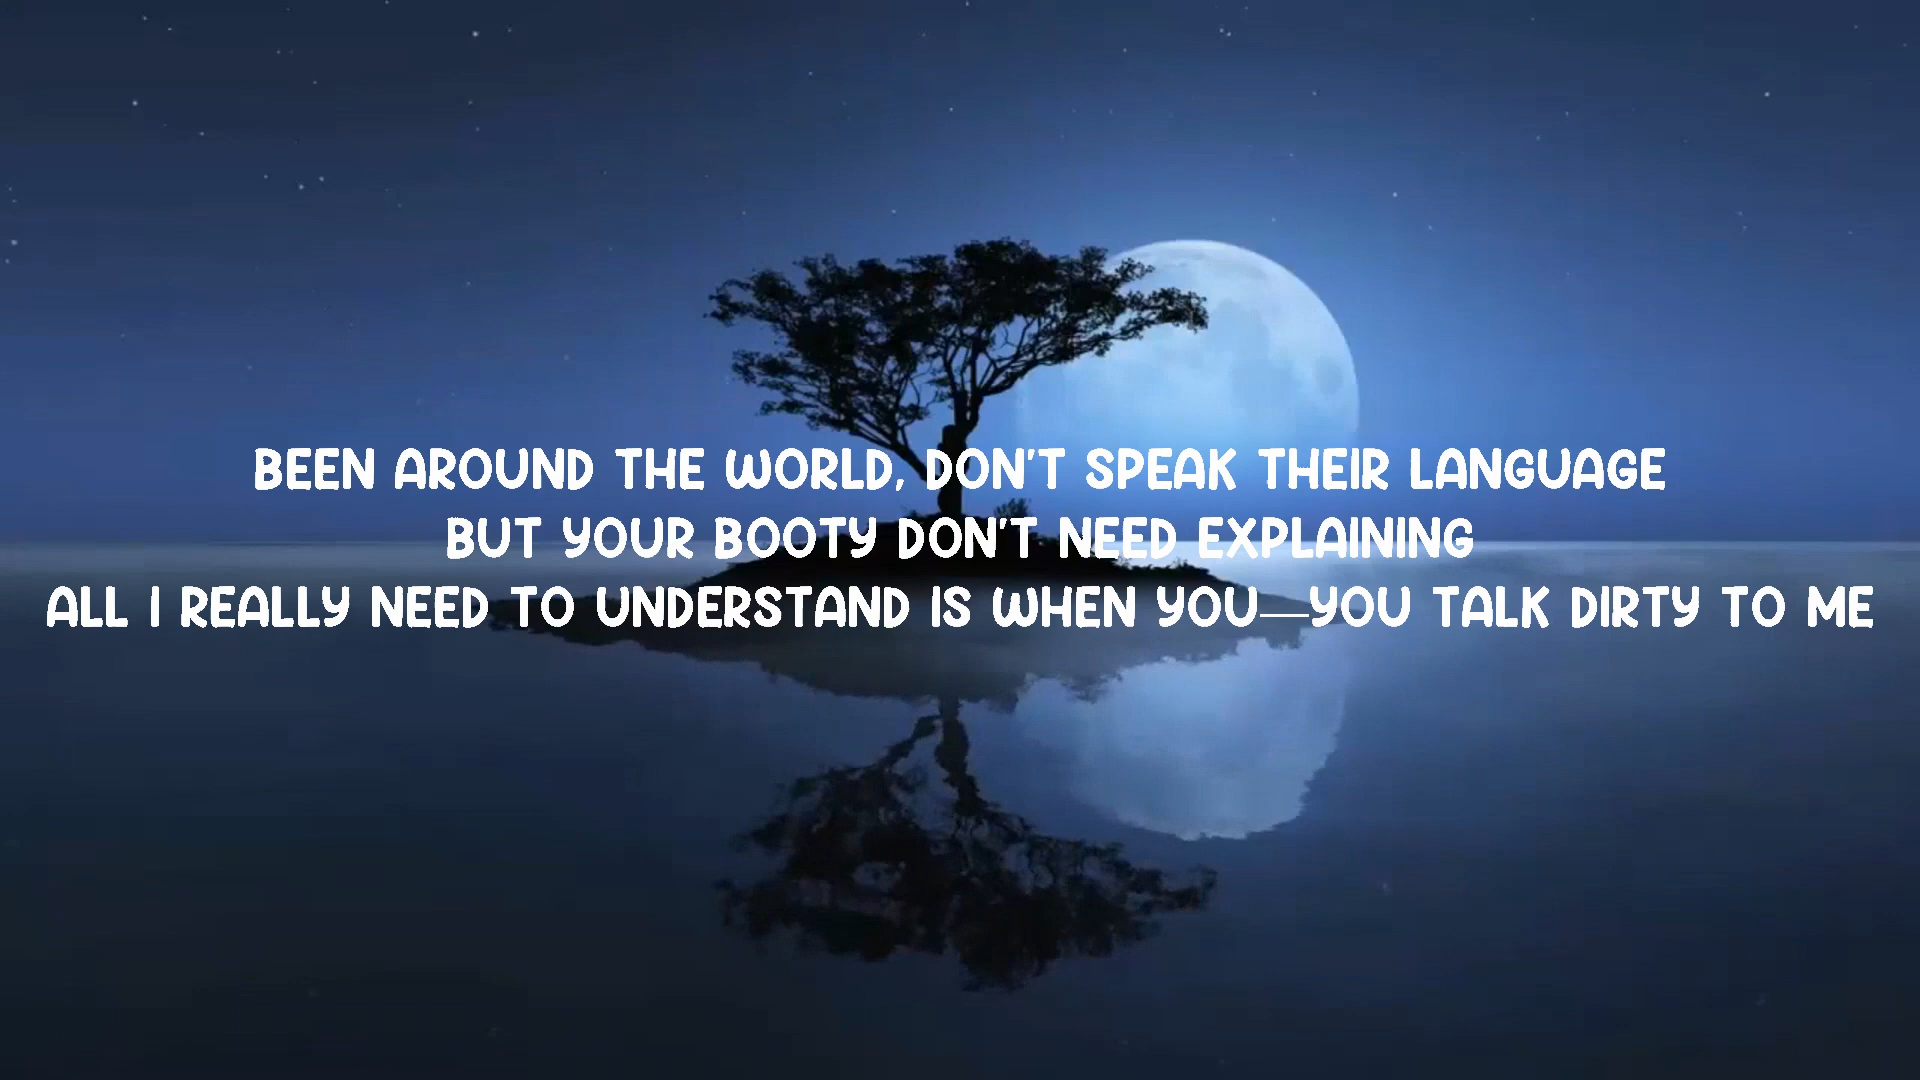 BEEN AROUND THE WORLD, DON'T SPEAK THEIR LANGUAGE
BUT YOUR BOOTY DON'T NEED EXPLAINING
ALL I REALLY NEED TO UNDERSTAND IS WHEN YOU—YOU TALK DIRTY TO ME